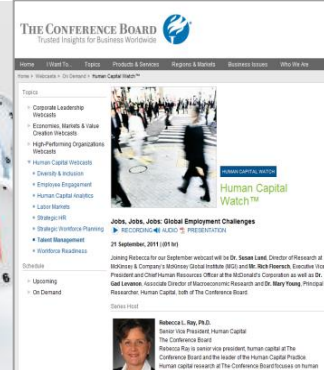 THE CONFERENCE BOARD
Trusted Insights for Business Worldwide
Home I Want To... Topics Products & Services Regions & Markets Business Issues Who We Are
Home > Webcasts > On Demand > Human Capital Watch™
Topics
Corporate Leadership
Webcasts
Economies, Markets & Value
Creation Webcasts
High-Performing Organizations
Webcasts
Human Capital Webcasts
Diversity & Inclusion
Employee Engagement
Human Capital Analytics
Labor Markets
Strategic HR
Strategic Workforce Planning
Talent Management
Workforce Readiness
Schedule
Upcoming
On Demand
HUMAN CAPITAL WATCH
Human Capital
Watch™
Jobs, Jobs, Jobs: Global Employment Challenges
RECORDING AUDIO PRESENTATION
21 September, 2011 (01 hr)
Joining Rebecca for our September webcast will be Dr. Susan Lund, Director of Research at
McKinsey & Company's McKinsey Global Institute (MGI) and Mr. Rich Floersch, Executive Vice
President and Chief Human Resources Officer at the McDonald's Corporation as well as Dr.
Gad Levanon, Associate Director of Macroeconomic Research and Dr. Mary Young, Principal
Researcher, Human Capital, both of The Conference Board.
Series Host
Rebecca L. Ray, Ph.D.
Senior Vice President, Human Capital
The Conference Board
Rebecca Ray is senior vice president, human capital at The
Conference Board and the leader of the Human Capital Practice
Human capital research at The Conference Board focuses on human